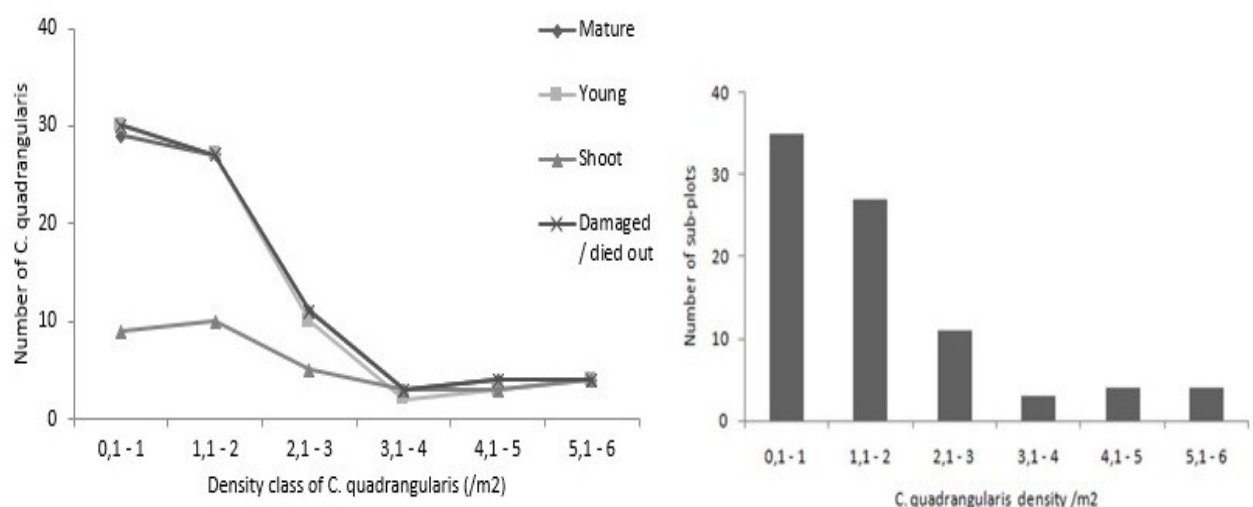 40
30
20
10
0
Number of C. quadrangularis
0,1 - 1
1,1 - 2
2,1 - 3
3,1 - 4
4,1 - 5
5,1 - 6
Density class of C. quadrangularis (/m2)
Mature
Young
Shoot
Damaged
/ died out
40
30
20
10
0
Number of sub-plots
0,1 - 1
1,1 - 2
2,1 - 3
3,1 - 4
4,1 - 5
5,1 - 6
C. quadrangularis density /m2